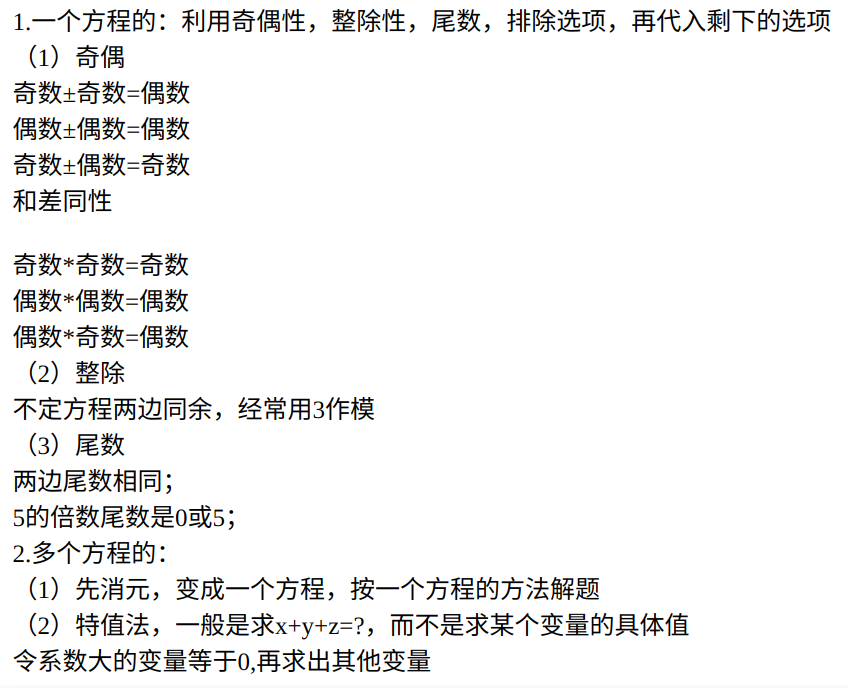 1.一个方程的：利用奇偶性，整除性，尾数，排除选项，再代入剩下的选项
（1）奇偶
奇数±奇数=偶数
偶数±偶数=偶数
奇数±偶数=奇数
和差同性
奇数*奇数=奇数
偶数*偶数=偶数
偶数*奇数=偶数
（2）整除
不定方程两边同余，经常用3作模
（3）尾数
两边尾数相同；
5的倍数尾数是0或5；
2.多个方程的：
（1）先消元，变成一个方程，按一个方程的方法解题
（2）特值法，一般是求x+y+z=?，而不是求某个变量的具体值
令系数大的变量等于0,再求出其他变量